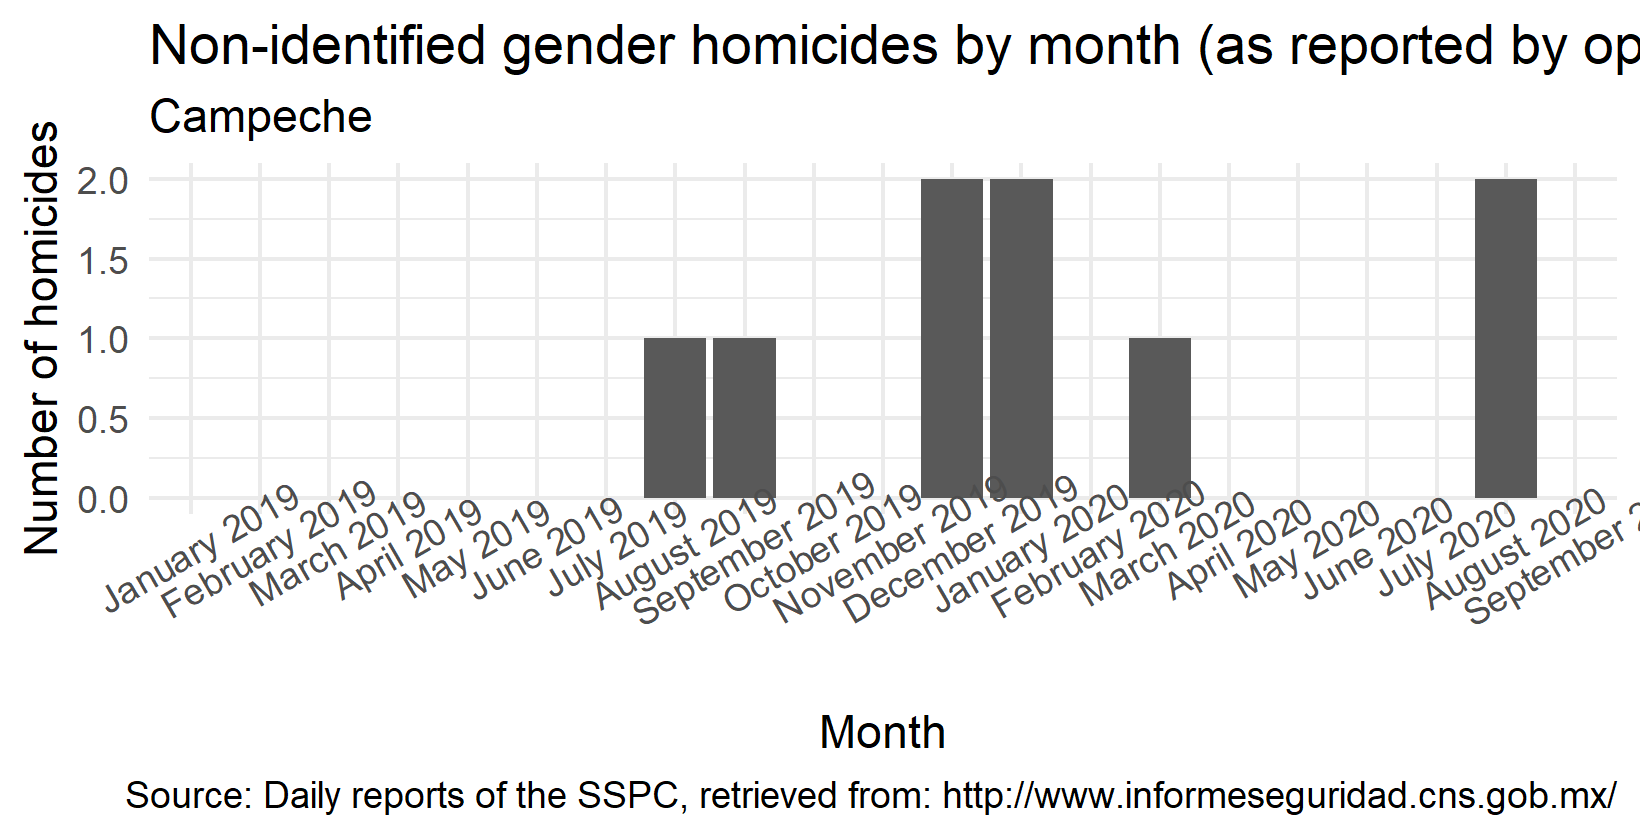 Non-identified gender homicides by month (as reported by op
Campeche
Number of homicides
2.0
1.5
1.0
0.5
0.0
January 2019
February 2019
March 2019
April 2019
May 2019
June 2019
July 2019
August 2019
September 2019
October 2019
November 2019
December 2019
January 2020
February 2020
March 2020
April 2020
May 2020
June 2020
July 2020
August 2020
September 2
Month
Source: Daily reports of the SSPC, retrieved from: http://www.informeseguridad.cns.gob.mx/